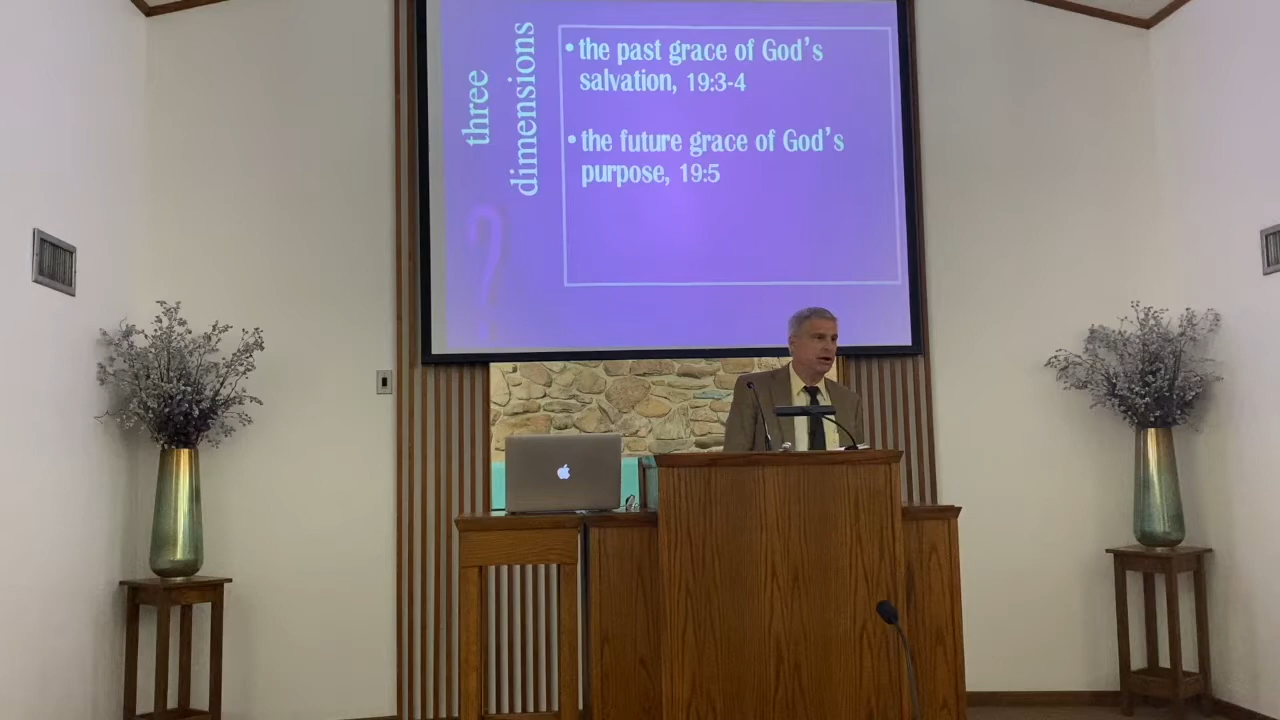 three
dimensions
•the past grace of God's
salvation, 19:3-4
•the future grace of God's
purpose, 19:5
?